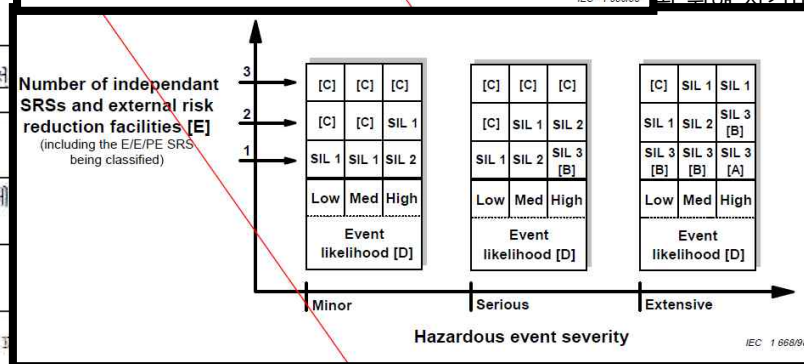 Number of independant
SRSs and external risk
reduction facilities [E]
(including the E/E/PE SRS
being classified)
3
2
1
[C] [C] [C]
[C] [C] SIL 1
SIL 1 SIL 1 SIL 2
Low Med High
Event
likelihood [D]
[C] [C] [C]
[C] SIL 1 SIL 2
SIL 1 SIL 2 SIL 3 [B]
Low Med High
Event
likelihood [D]
[C] SIL 1 SIL 1
SIL 1 SIL 2 SIL 3 [B]
SIL 3 [B] SIL 3 [B] SIL 3 [A]
Low Med High
Event
likelihood [D]
Minor
Serious
Extensive
Hazardous event severity
IEC 1 668/9